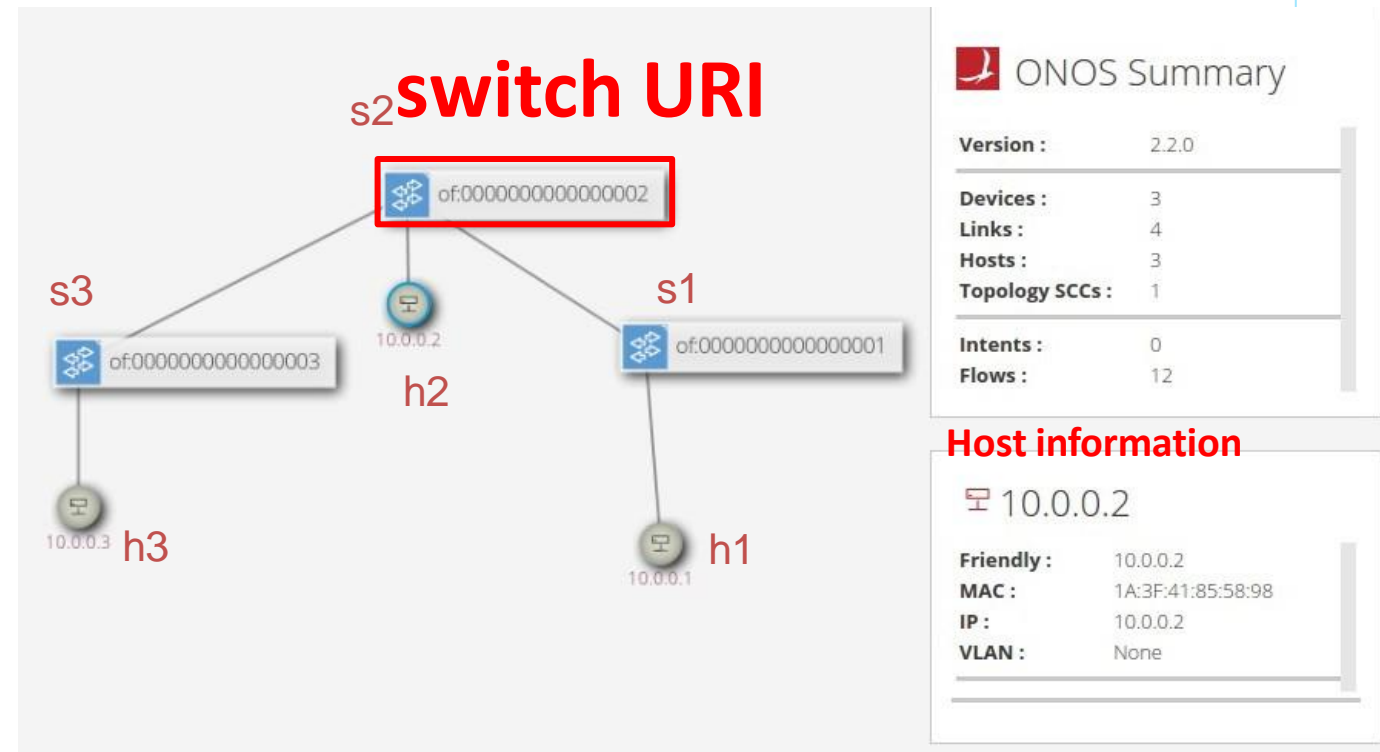 s2 switch URI
of:0000000000000002
s3
s1
10.0.0.2
of:0000000000000003
of:0000000000000001
h2
10.0.0.3
h3
h1
10.0.0.1
ONOS Summary
Version : 2.2.0
Devices : 3
Links : 4
Hosts : 3
Topology SCCs : 1
Intents : 0
Flows : 12
Host information
10.0.0.2
Friendly : 10.0.0.2
MAC : 1A:3F:41:85:58:98
IP : 10.0.0.2
VLAN : None